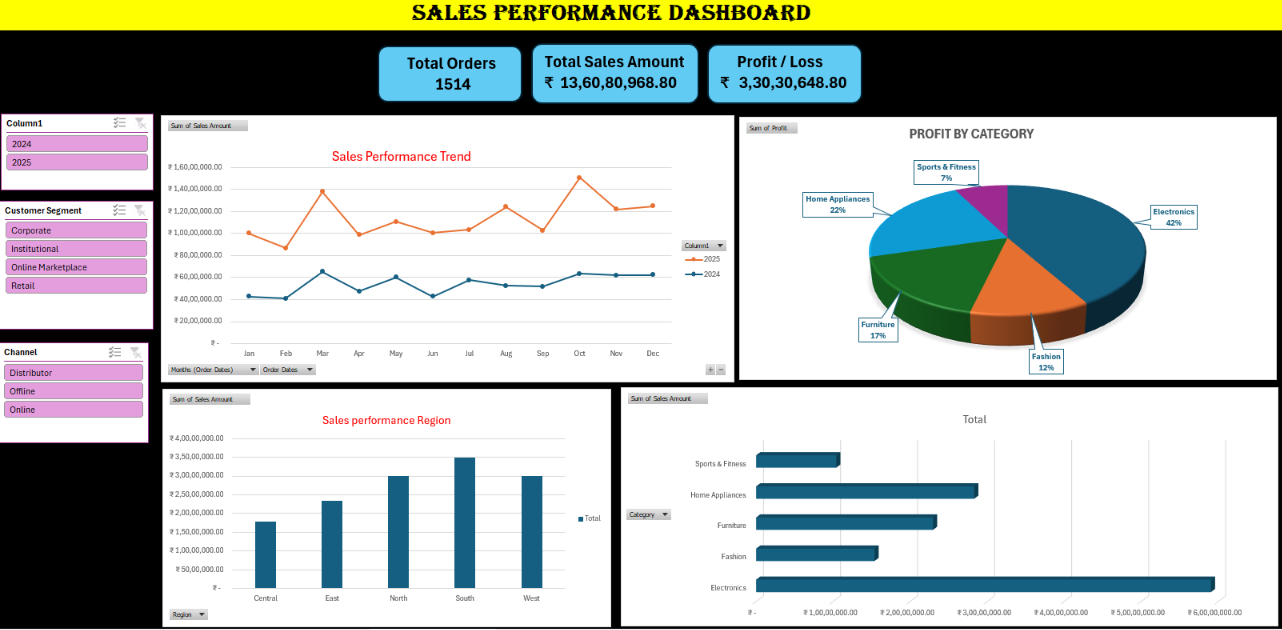 SALES PERFORMANCE DASHBOARD
Total Orders
1514
Total Sales Amount
₹ 13,60,80,968.80
Profit / Loss
₹ 3,30,30,648.80
Column1
2024
2025
Customer Segment
Corporate
Institutional
Online Marketplace
Retail
Channel
Distributor
Offline
Online
Sum of Sales Amount
Sales Performance Trend
₹ 1,60,00,000.00
₹ 1,40,00,000.00
₹ 1,20,00,000.00
₹ 1,00,00,000.00
₹ 80,00,000.00
₹ 60,00,000.00
₹ 40,00,000.00
₹ 20,00,000.00
₹ -
Jan Feb Mar Apr May Jun Jul Aug Sep Oct Nov Dec
Column1
2025
2024
Months (Order Dates) Order Dates
Sum of Profit
PROFIT BY CATEGORY
Sports & Fitness
7%
Home Appliances
22%
Electronics
42%
Furniture
17%
Fashion
12%
Sum of Sales Amount
Sales performance Region
₹ 4,00,00,000.00
₹ 3,50,00,000.00
₹ 3,00,00,000.00
₹ 2,50,00,000.00
₹ 2,00,00,000.00
₹ 1,50,00,000.00
₹ 1,00,00,000.00
₹ 50,00,000.00
₹ -
Central East North South West
Total
Region
Sum of Sales Amount
Total
Sports & Fitness
Home Appliances
Category
Furniture
Fashion
Electronics
₹ - ₹ 1,00,00,000.00 ₹ 2,00,00,000.00 ₹ 3,00,00,000.00 ₹ 4,00,00,000.00 ₹ 5,00,00,000.00 ₹ 6,00,00,000.00